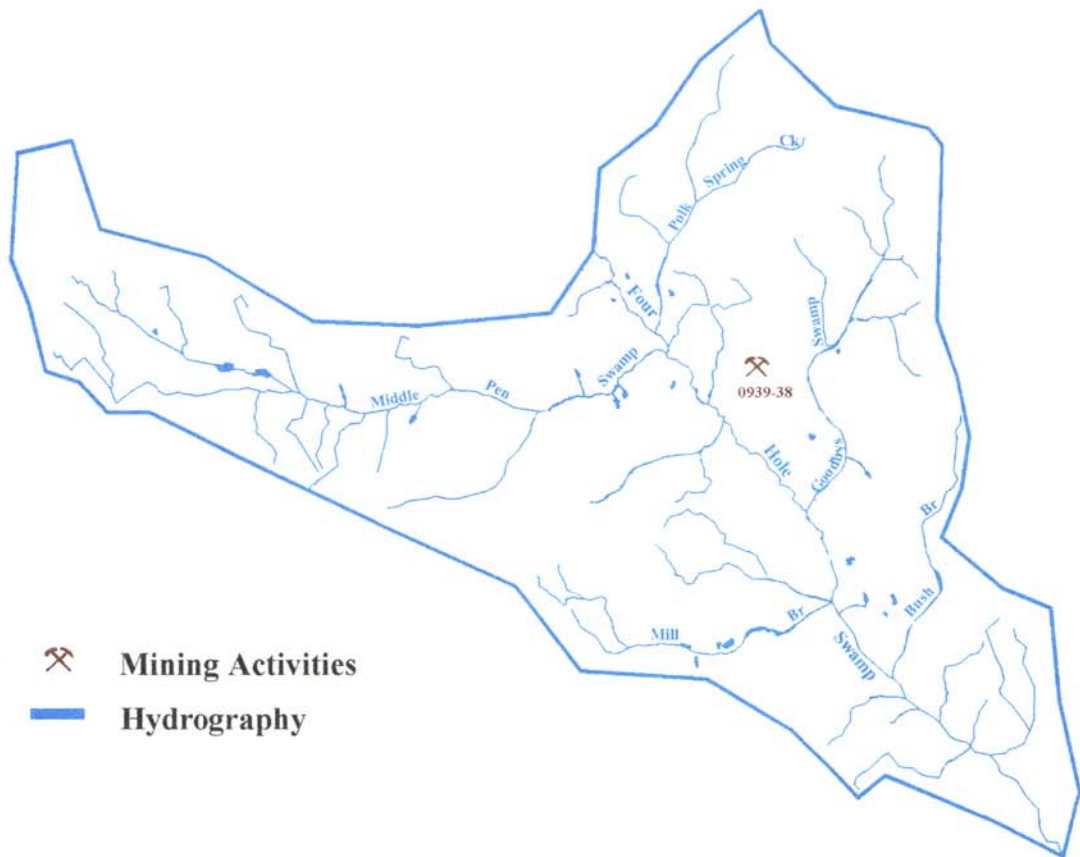 Polk Spring Ck
Four
Hole
Swamp
Middle Pen Swamp
0939-38
Goodbys Swamp
Bush Br
Mill Br
Mining Activities
Hydrography